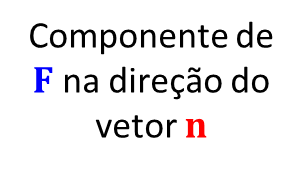 Componente de
F na direção do
vetor n